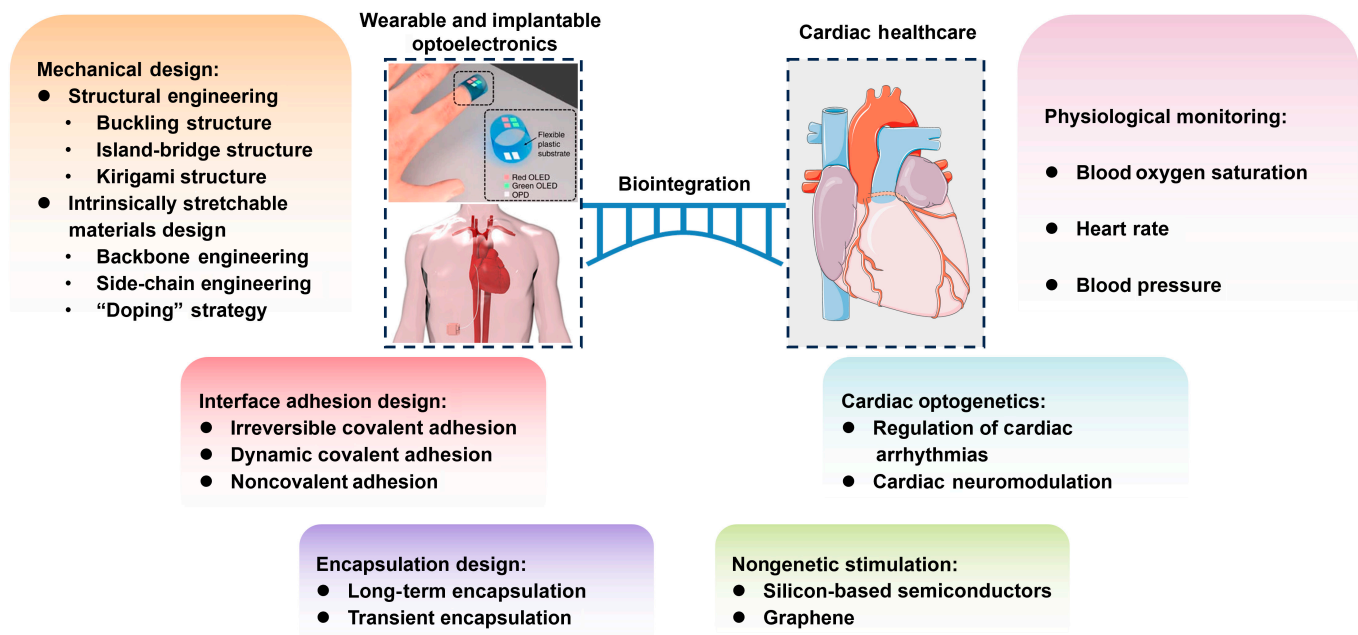 Mechanical design:
● Structural engineering
• Buckling structure
• Island-bridge structure
• Kirigami structure
● Intrinsically stretchable
materials design
• Backbone engineering
• Side-chain engineering
• “Doping” strategy
Wearable and implantable
optoelectronics
Flexible
plastic
substrate
Red OLED
Green OLED
OPD
Biointegration
Cardiac healthcare
Physiological monitoring:
● Blood oxygen saturation
● Heart rate
● Blood pressure
Interface adhesion design:
● Irreversible covalent adhesion
● Dynamic covalent adhesion
● Noncovalent adhesion
Cardiac optogenetics:
● Regulation of cardiac
arrhythmias
● Cardiac neuromodulation
Encapsulation design:
● Long-term encapsulation
● Transient encapsulation
Nongenetic stimulation:
● Silicon-based semiconductors
● Graphene